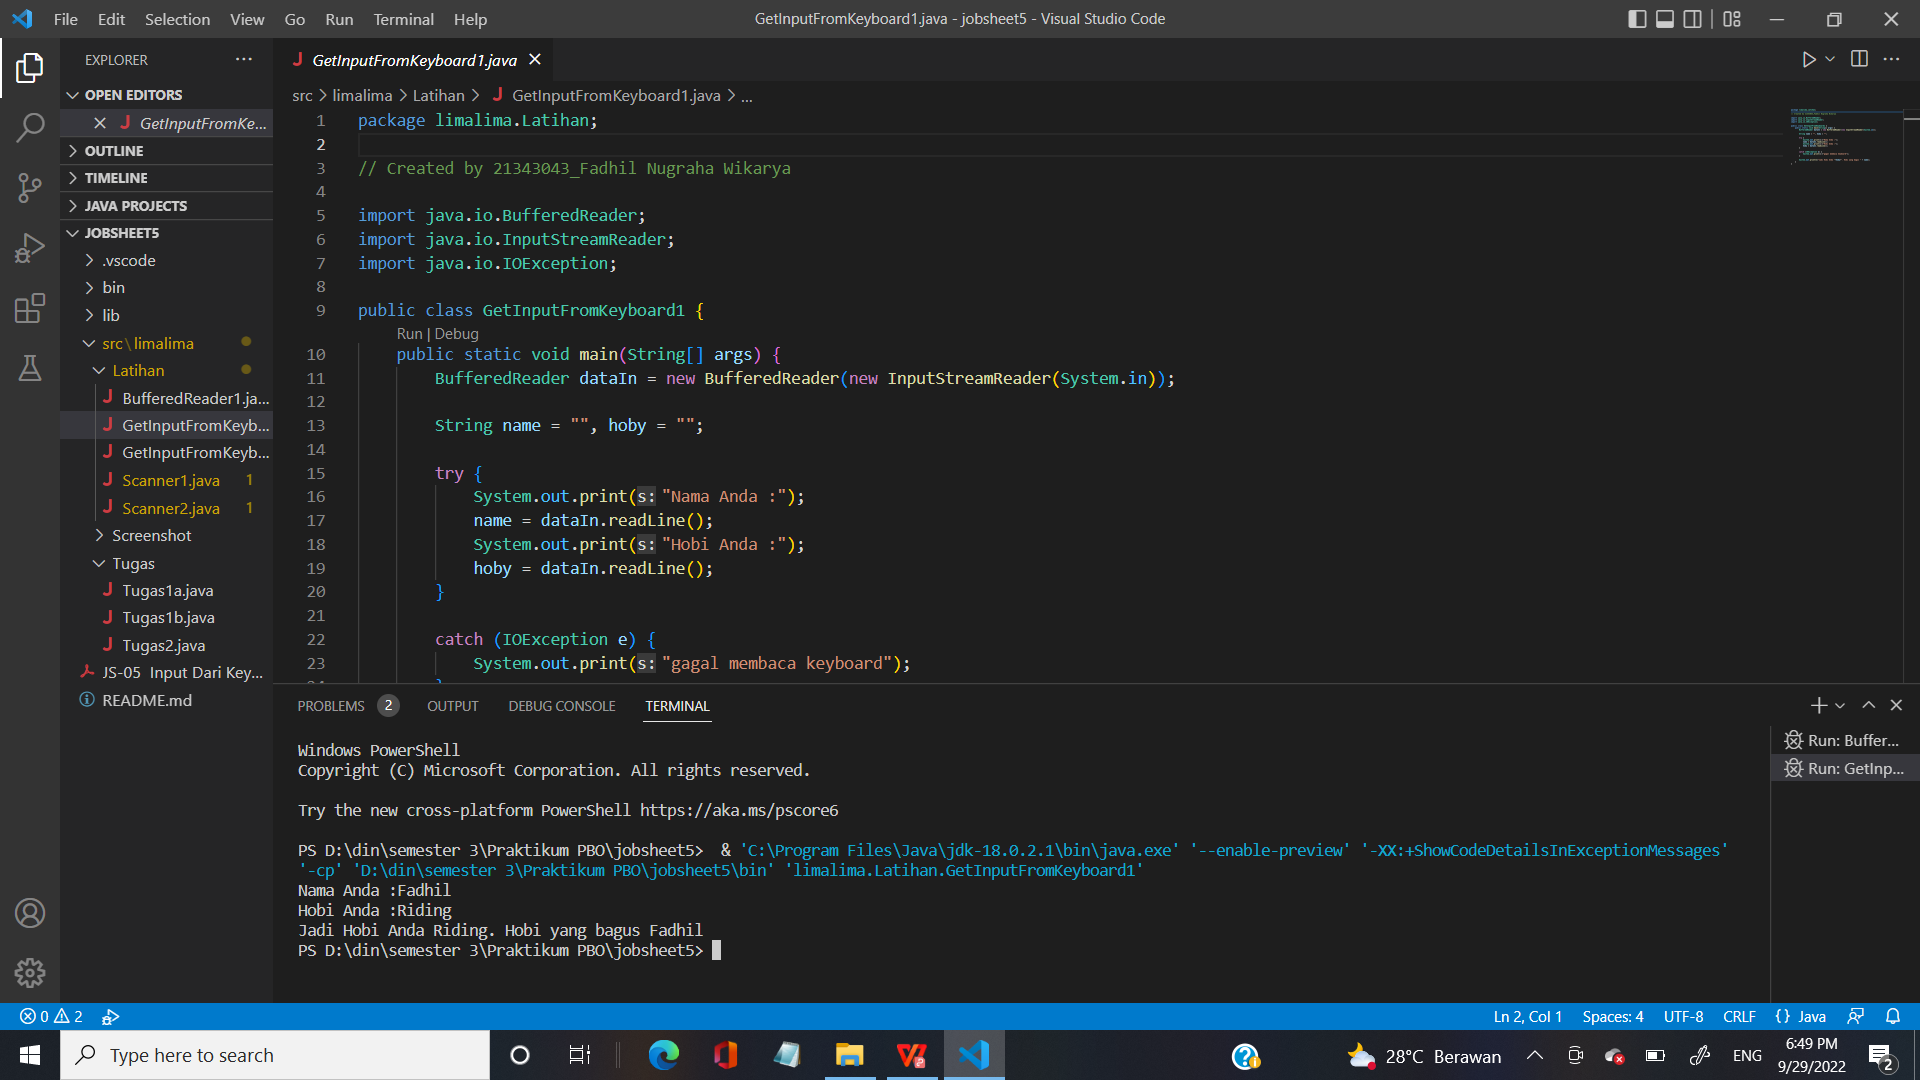 File Edit Selection View Go Run Terminal Help
GetInputFromKeyboard1.java - jobsheet5 - Visual Studio Code
EXPLORER
OPEN EDITORS
GetInputFromKe...
OUTLINE
TIMELINE
JAVA PROJECTS
JOBSHEET5
.vscode
bin
lib
src\limalima
Latihan
BufferedReader1.ja...
GetInputFromKeyb...
GetInputFromKeyb...
Scanner1.java 1
Scanner2.java 1
Screenshot
Tugas
Tugas1a.java
Tugas1b.java
Tugas2.java
JS-05 Input Dari Key...
README.md
GetInputFromKeyboard1.java
src > limalima > Latihan > GetInputFromKeyboard1.java > ...
1 package limalima.Latihan;
2
3 // Created by 21343043_Fadhil Nugraha Wikarya
4
5 import java.io.BufferedReader;
6 import java.io.InputStreamReader;
7 import java.io.IOException;
8
9 public class GetInputFromKeyboard1 {
Run | Debug
10 public static void main(String[] args) {
11 BufferedReader dataIn = new BufferedReader(new InputStreamReader(System.in));
12
13 String name = "", hoby = "";
14
15 try {
16 System.out.print(s: "Nama Anda :");
17 name = dataIn.readLine();
18 System.out.print(s: "Hobi Anda :");
19 hoby = dataIn.readLine();
20 }
21
22 catch (IOException e) {
23 System.out.print(s: "gagal membaca keyboard");
PROBLEMS 2 OUTPUT DEBUG CONSOLE TERMINAL
Windows PowerShell
Copyright (C) Microsoft Corporation. All rights reserved.
Try the new cross-platform PowerShell https://aka.ms/pscore6
PS D:\din\semester 3\Praktikum PBO\jobsheet5> & 'C:\Program Files\Java\jdk-18.0.2.1\bin\java.exe' '--enable-preview' '-XX:+ShowCodeDetailsInExceptionMessages'
'-cp' 'D:\din\semester 3\Praktikum PBO\jobsheet5\bin' 'limalima.Latihan.GetInputFromKeyboard1'
Nama Anda :Fadhil
Hobi Anda :Riding
Jadi Hobi Anda Riding. Hobi yang bagus Fadhil
PS D:\din\semester 3\Praktikum PBO\jobsheet5>
Run: Buffer...
Run: GetInp...
0 2
Ln 2, Col 1 Spaces: 4 UTF-8 CRLF {} Java
Type here to search
28°C Berawan
ENG
6:49 PM
9/29/2022
2